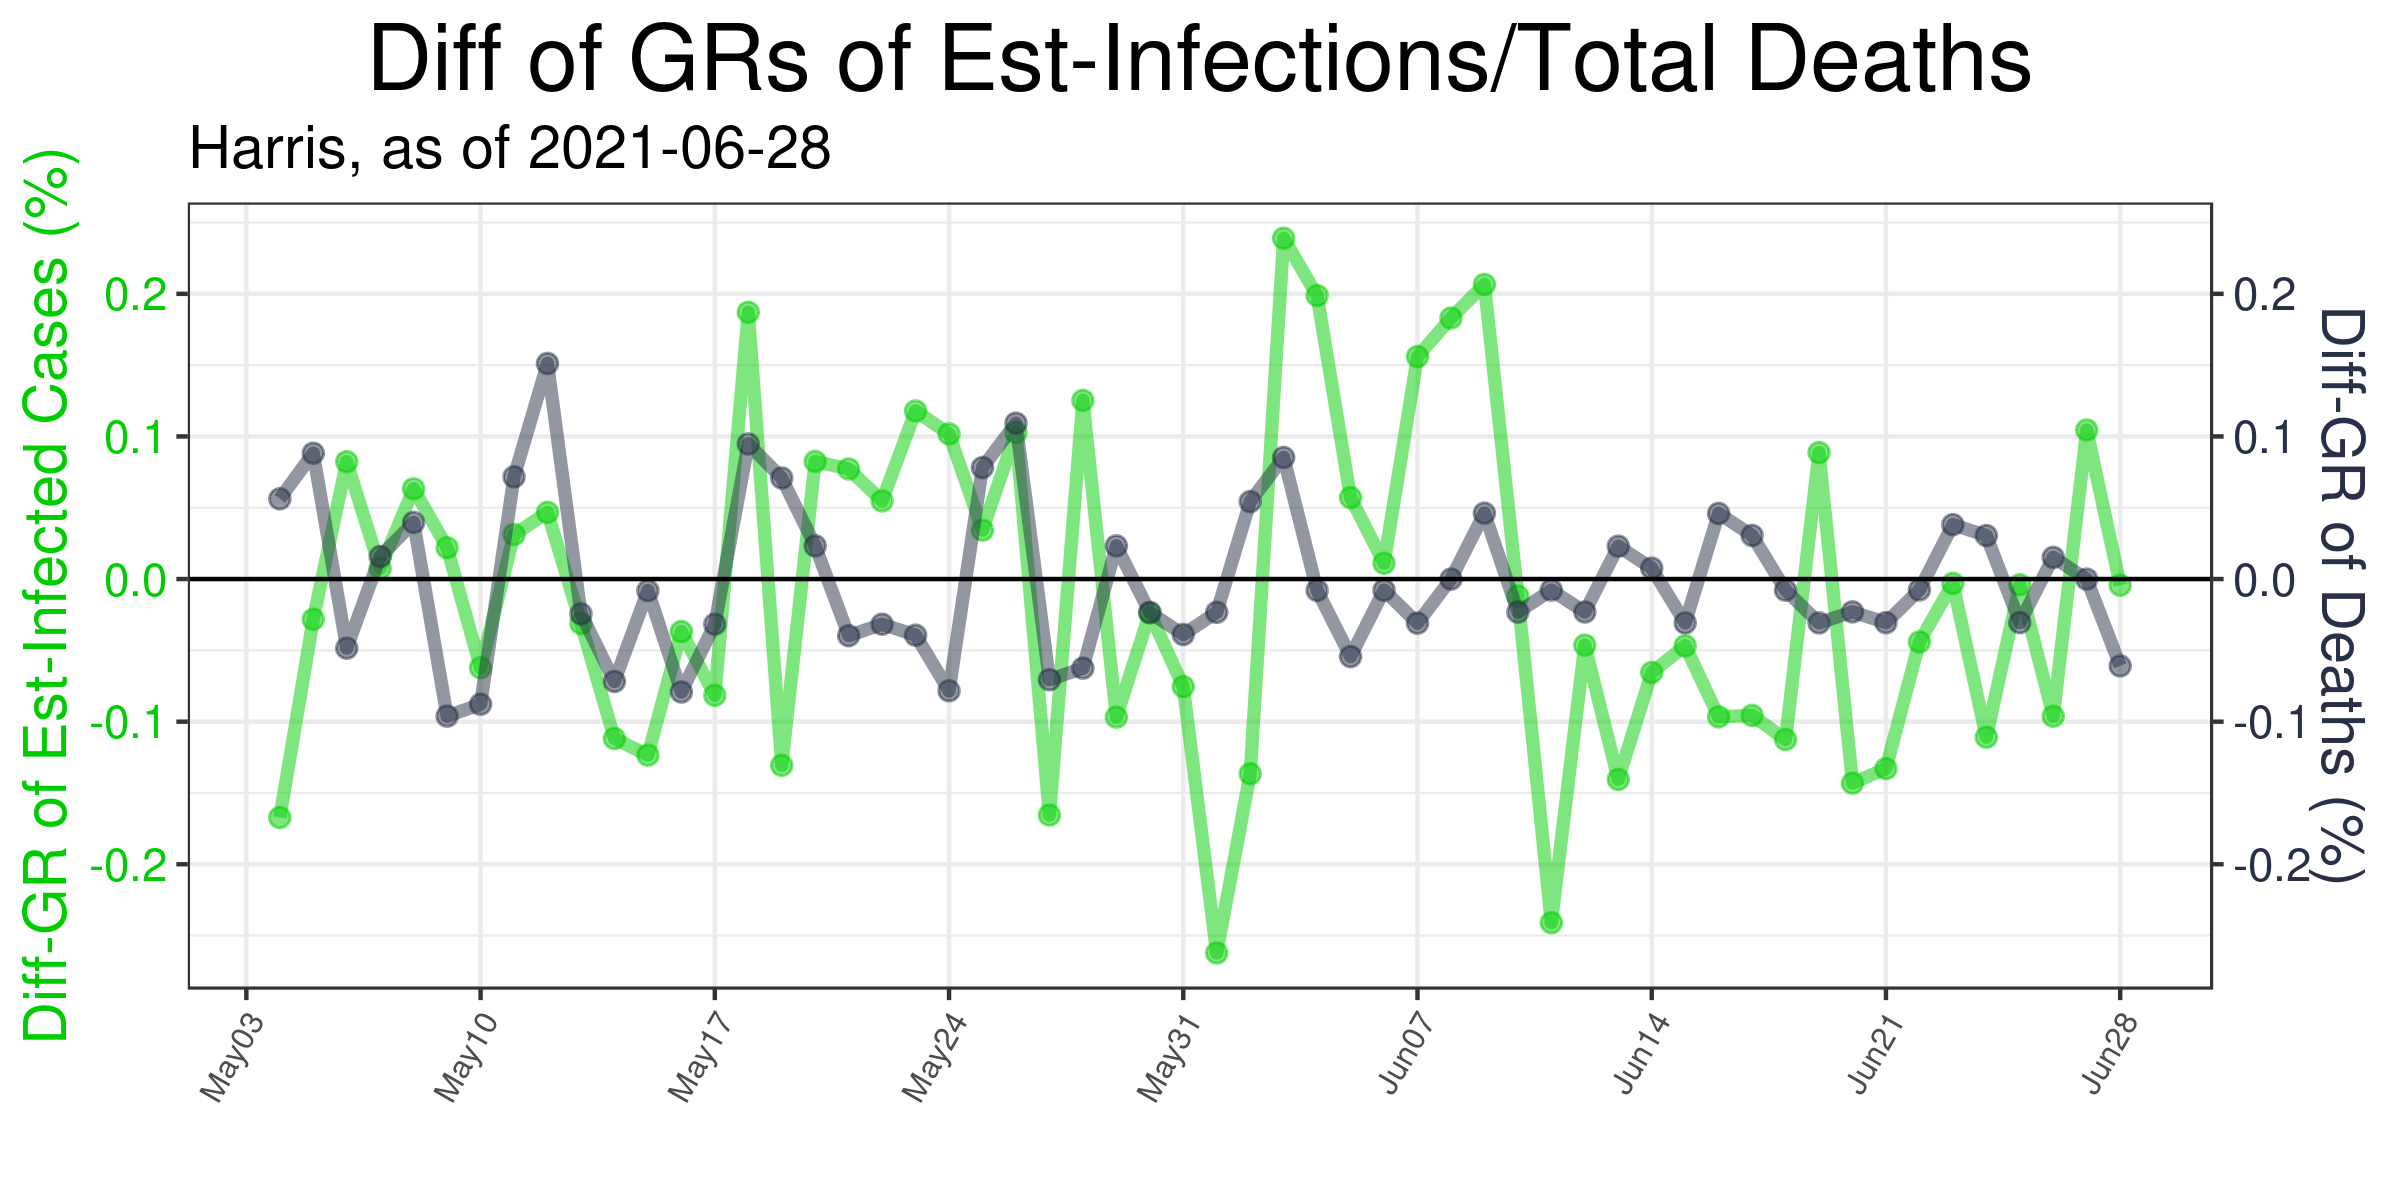 Diff of GRs of Est-Infections/Total Deaths
Harris, as of 2021-06-28
Diff-GR of Est-Infected Cases (%)
0.2
0.1
0.0
-0.1
-0.2
0.2
0.1
0.0
-0.1
-0.2
Diff-GR of Deaths (%)
May03
May10
May17
May24
May31
Jun07
Jun14
Jun21
Jun28